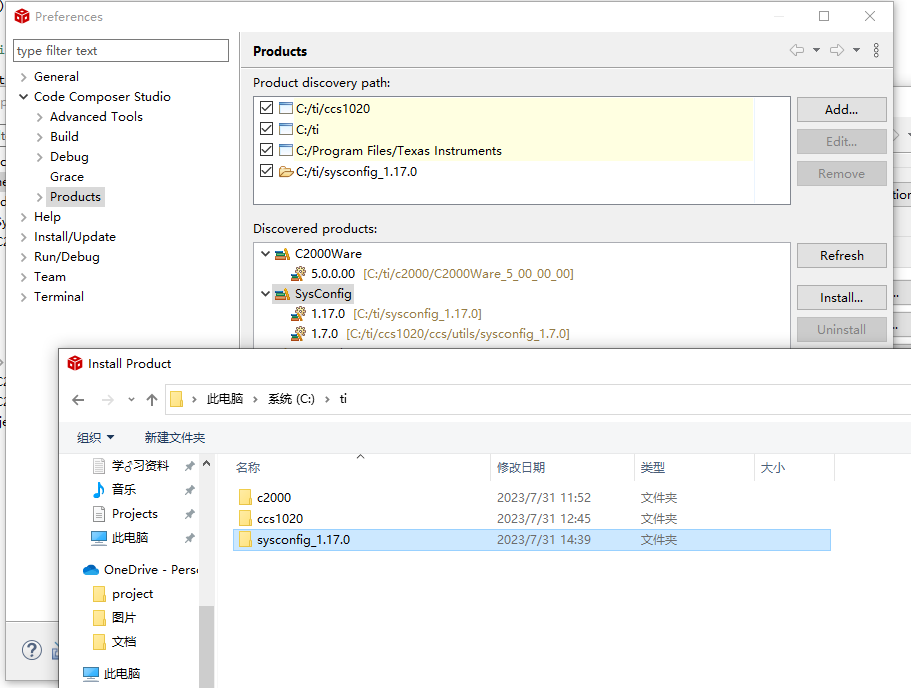 Preferences
type filter text
General
Code Composer Studio
Advanced Tools
Build
Debug
Grace
Products
Help
Install/Update
Run/Debug
Team
Terminal
Products
Product discovery path:
C:/ti/ccs1020
C:/ti
C:/Program Files/Texas Instruments
C:/ti/sysconfig_1.17.0
Add...
Edit...
Remove
Discovered products:
C2000Ware
5.0.0.00 [C:/ti/c2000/C2000Ware_5_00_00_00]
SysConfig
1.17.0 [C:/ti/sysconfig_1.17.0]
1.7.0 [C:/ti/ccs1020/ccs/utils/sysconfig_1.7.0]
Refresh
Install...
Uninstall
Install Product
此电脑 › 系统 (C:) › ti
组织 新建文件夹
学习资料
音乐
Projects
此电脑
OneDrive - Pers
project
图片
文档
此电脑
名称 修改日期 类型 大小
c2000 2023/7/31 11:52 文件夹
ccs1020 2023/7/31 12:45 文件夹
sysconfig_1.17.0 2023/7/31 14:39 文件夹